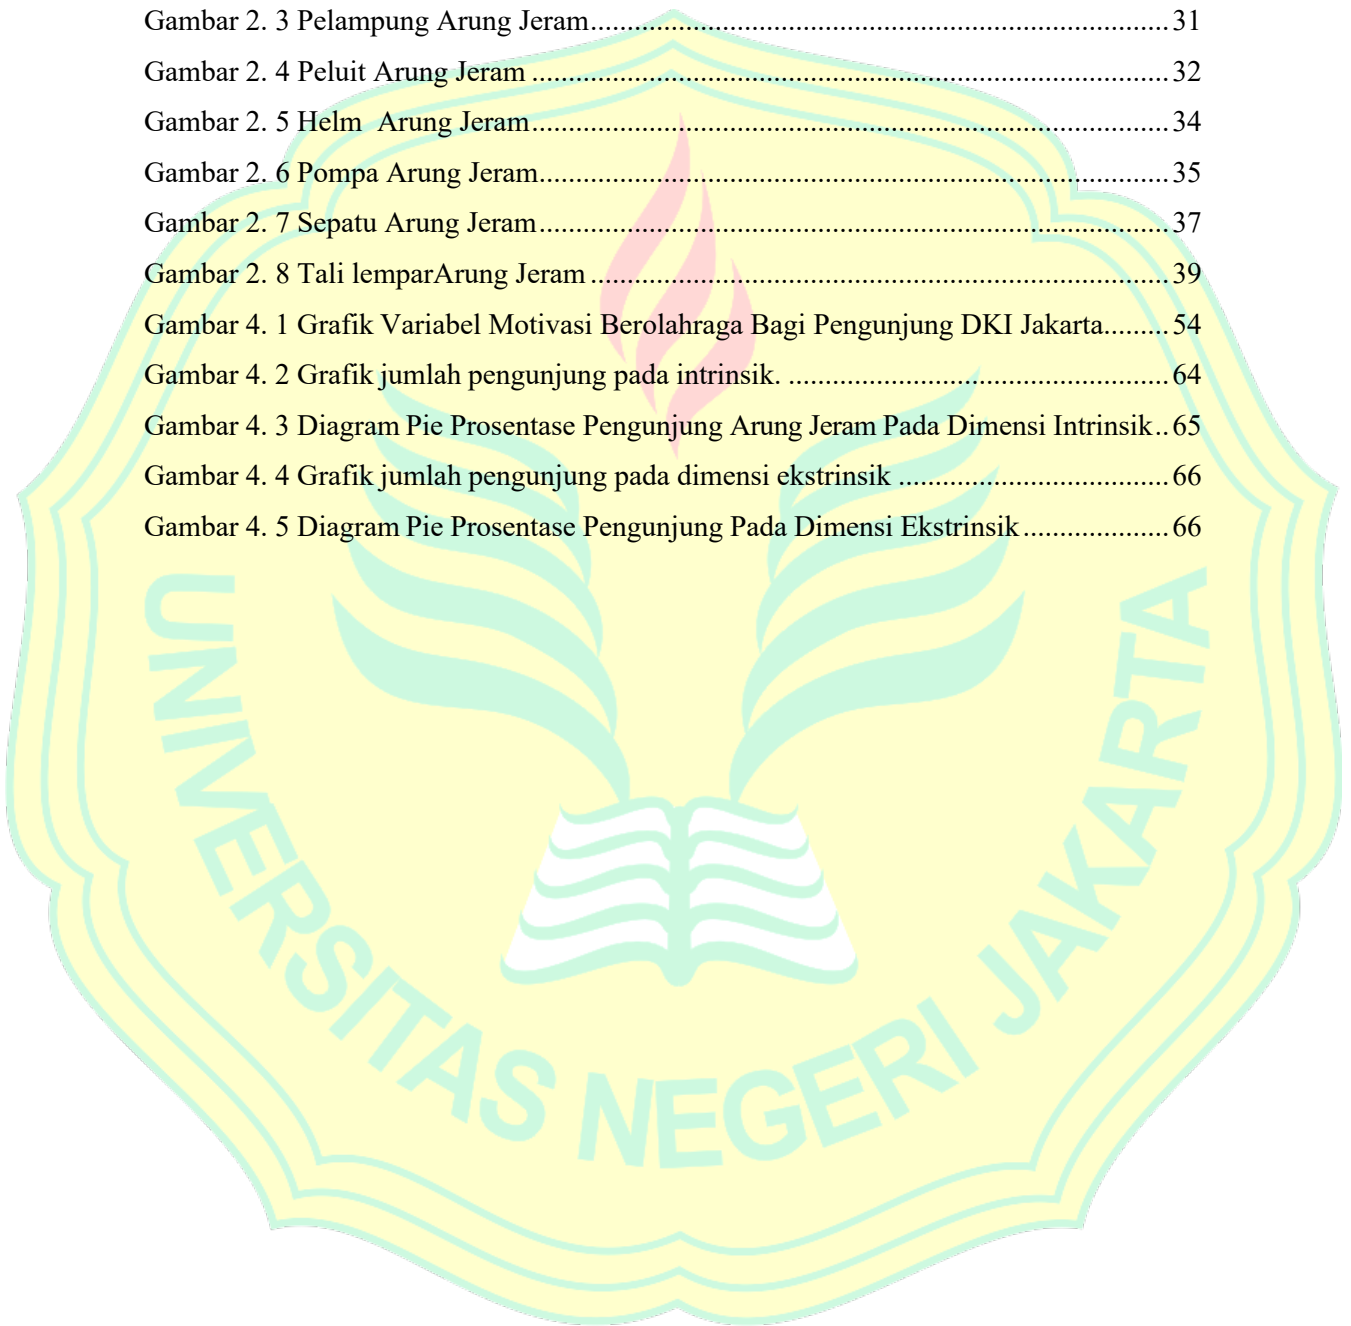 Gambar 2. 3 Pelampung Arung Jeram.......................................................................... 31
Gambar 2. 4 Peluit Arung Jeram .................................................................................. 32
Gambar 2. 5 Helm  Arung Jeram.................................................................................. 34
Gambar 2. 6 Pompa Arung Jeram................................................................................. 35
Gambar 2. 7 Sepatu Arung Jeram................................................................................. 37
Gambar 2. 8 Tali lemparArung Jeram .......................................................................... 39
Gambar 4. 1 Grafik Variabel Motivasi Berolahraga Bagi Pengunjung DKI Jakarta......... 54
Gambar 4. 2 Grafik jumlah pengunjung pada intrinsik. ................................................. 64
Gambar 4. 3 Diagram Pie Prosentase Pengunjung Arung Jeram Pada Dimensi Intrinsik.. 65
Gambar 4. 4 Grafik jumlah pengunjung pada dimensi ekstrinsik ................................... 66
Gambar 4. 5 Diagram Pie Prosentase Pengunjung Pada Dimensi Ekstrinsik ................... 66
UNIVERSITAS NEGERI JAKARTA